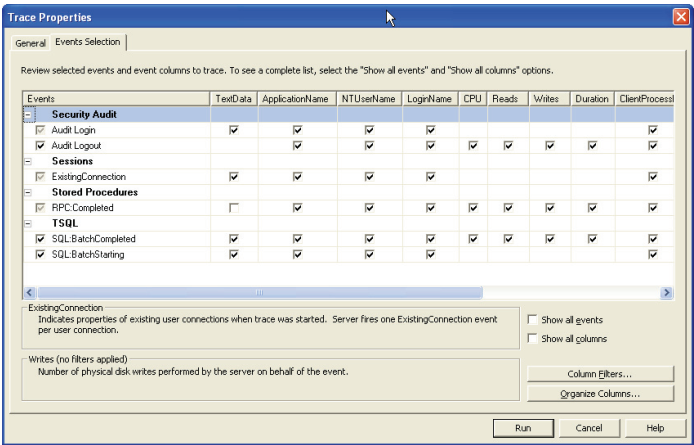 Trace Properties
General Events Selection
Review selected events and event columns to trace. To see a complete list, select the "Show all events" and "Show all columns" options.
Events TextData ApplicationName NTUserName LoginName CPU Reads Writes Duration ClientProcessI
Security Audit
Audit Login
Audit Logout
Sessions
ExistingConnection
Stored Procedures
RPC:Completed
TSQL
SQL:BatchCompleted
SQL:BatchStarting
ExistingConnection
Indicates properties of existing user connections when trace was started. Server fires one ExistingConnection event
per user connection.
Show all events
Show all columns
Writes (no filters applied)
Number of physical disk writes performed by the server on behalf of the event.
Column Filters...
Organize Columns...
Run Cancel Help